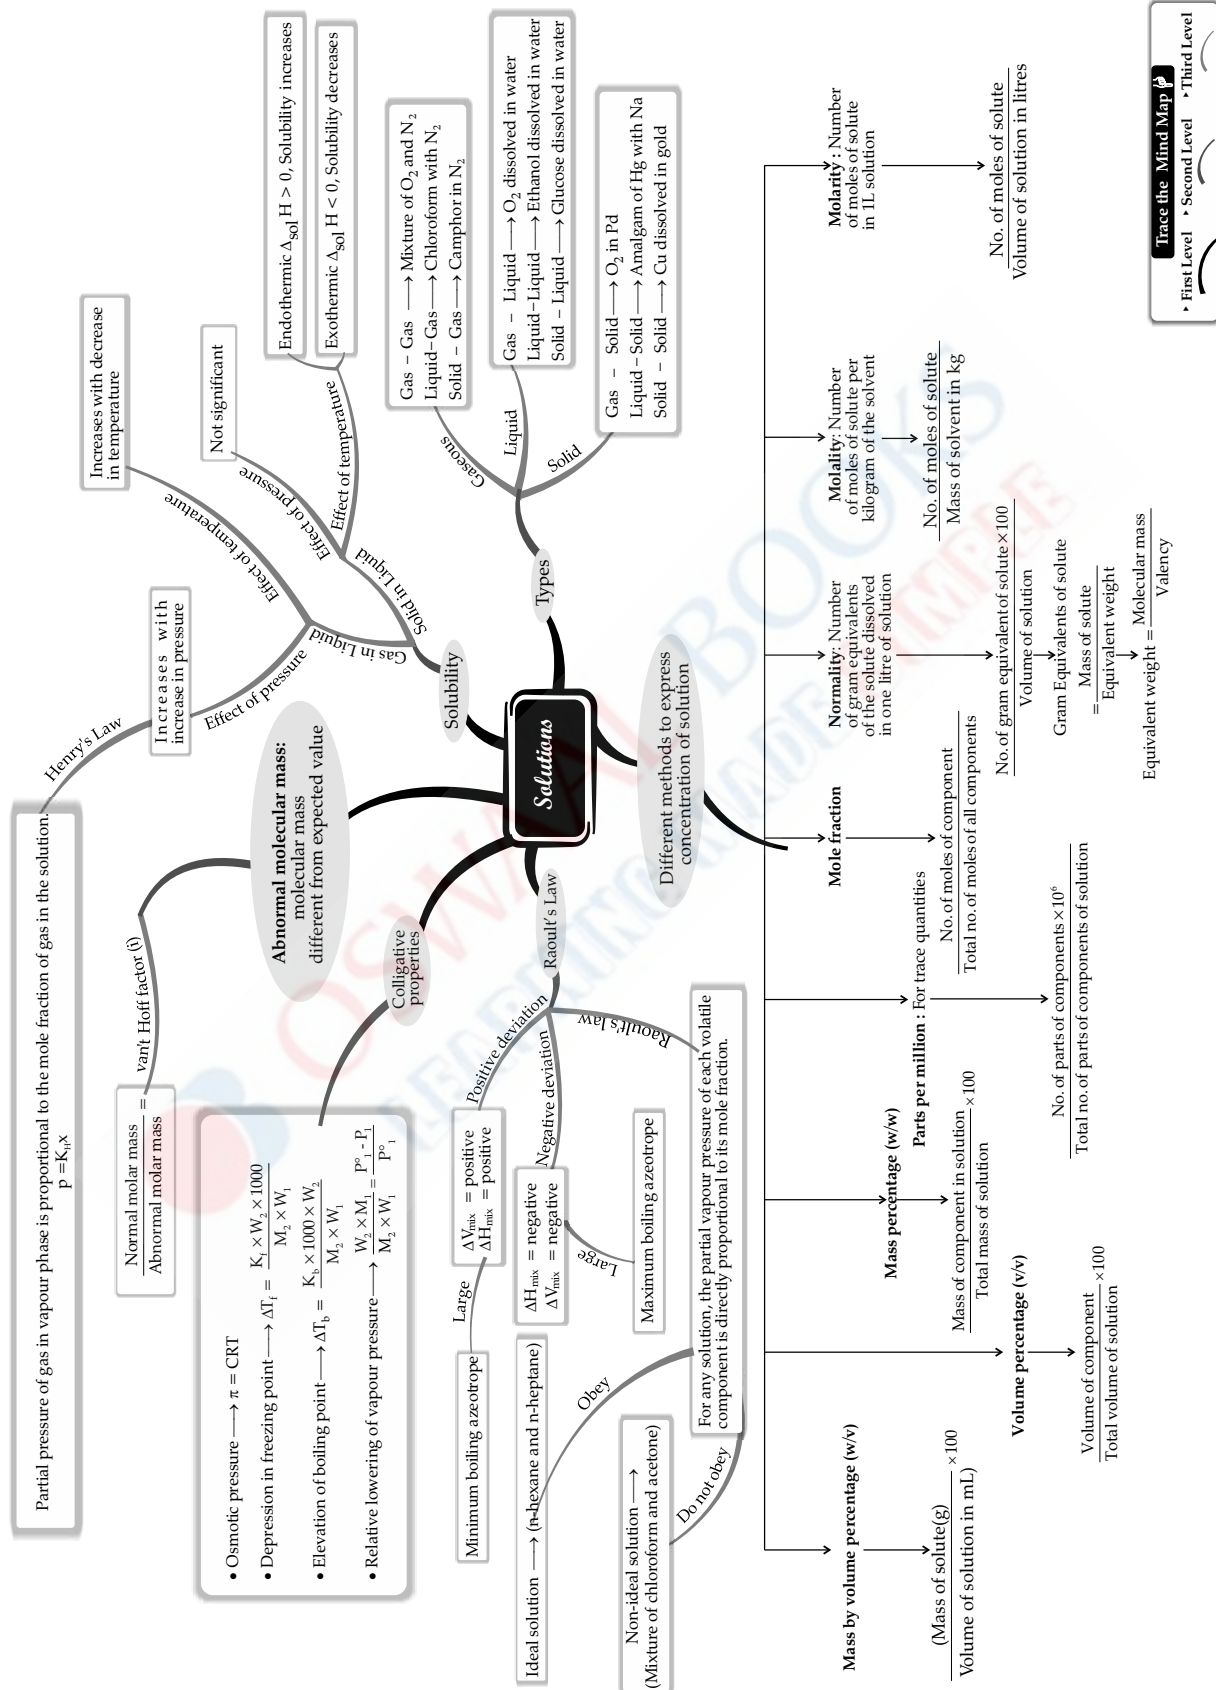 Partial pressure of gas in vapour phase is proportional to the mole fraction of gas in the solution.
p =K_H x
Henry's Law
Increases with
increase in pressure
Effect of pressure
Increases with decrease
in temperature
Effect of temperature
Gas in Liquid
Not significant
Effect of pressure
Endothermic Δ_sol H > 0, Solubility increases
Exothermic Δ_sol H < 0, Solubility decreases
Effect of temperature
Solid in Liquid
Solubility
Normal molar mass
Abnormal molar mass
=
van't Hoff factor (i)
Abnormal molecular mass:
molecular mass
different from expected value
• Osmotic pressure ⟶ π = CRT
• Depression in freezing point ⟶ ΔT_f = K_f × W_2 × 1000 / M_2 × W_1
• Elevation of boiling point ⟶ ΔT_b = K_b × 1000 × W_2 / M_2 × W_1
• Relative lowering of vapour pressure ⟶ W_2 × M_1 / M_2 × W_1 = P°_1 - P_1 / P°_1
Colligative
properties
Gas – Gas ⟶ Mixture of O_2 and N_2
Liquid–Gas ⟶ Chloroform with N_2
Solid – Gas ⟶ Camphor in N_2
Gaseous
Gas – Liquid ⟶ O_2 dissolved in water
Liquid–Liquid ⟶ Ethanol dissolved in water
Solid – Liquid ⟶ Glucose dissolved in water
Liquid
Gas – Solid ⟶ O_2 in Pd
Liquid – Solid ⟶ Amalgam of Hg with Na
Solid – Solid ⟶ Cu dissolved in gold
Solid
Types
Solutions
Raoult's Law
Positive deviation
ΔV_mix = positive
ΔH_mix = positive
Large
Minimum boiling azeotrope
Negative deviation
ΔH_mix = negative
ΔV_mix = negative
Large
Maximum boiling azeotrope
Raoult's law
For any solution, the partial vapour pressure of each volatile
component is directly proportional to its mole fraction.
Obey
Ideal solution ⟶ (n-hexane and n-heptane)
Do not obey
Non-ideal solution ⟶
(Mixture of chloroform and acetone)
Different methods to express
concentration of solution
Mass by volume percentage (w/v)
(Mass of solute(g)
Volume of solution in mL)
×100
Volume percentage (v/v)
Volume of component
Total volume of solution
×100
Mass percentage (w/w)
Mass of component in solution
Total mass of solution
×100
Parts per million : For trace quantities
No. of parts of components ×10⁶
Total no. of parts of components of solution
Mole fraction
No. of moles of component
Total no. of moles of all components
Normality: Number
of gram equivalents
of the solute dissolved
in one litre of solution
No. of gram equivalent of solute×100
Volume of solution
Gram Equivalents of solute
= Mass of solute
Equivalent weight
Equivalent weight = Molecular mass
Valency
Molality: Number
of moles of solute per
kilogram of the solvent
No. of moles of solute
Mass of solvent in kg
Molarity : Number
of moles of solute
in 1L solution
No. of moles of solute
Volume of solution in litres
Trace the Mind Map
▸ First Level ▸ Second Level ▸ Third Level
OSWAAL BOOKS
LEARNING MADE SIMPLE